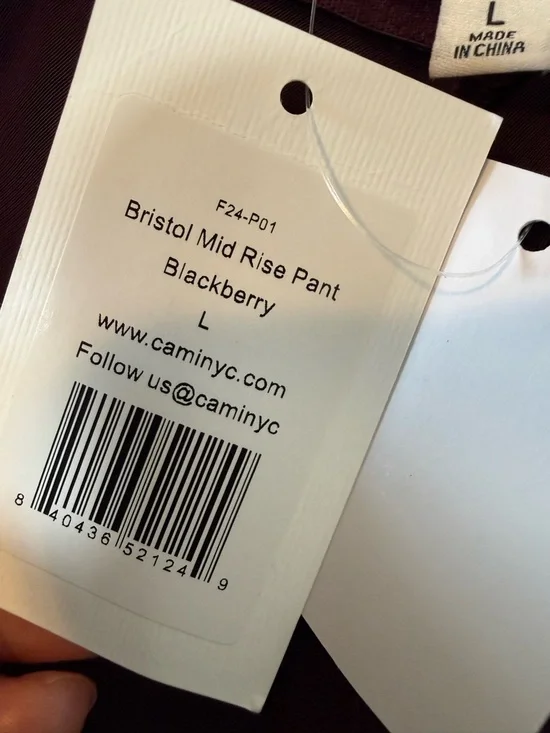 L
MADE
IN CHINA
F24-P01
Bristol Mid Rise Pant
Blackberry
L
www.caminyc.com
Follow us@caminyc
8 40436 52124 9